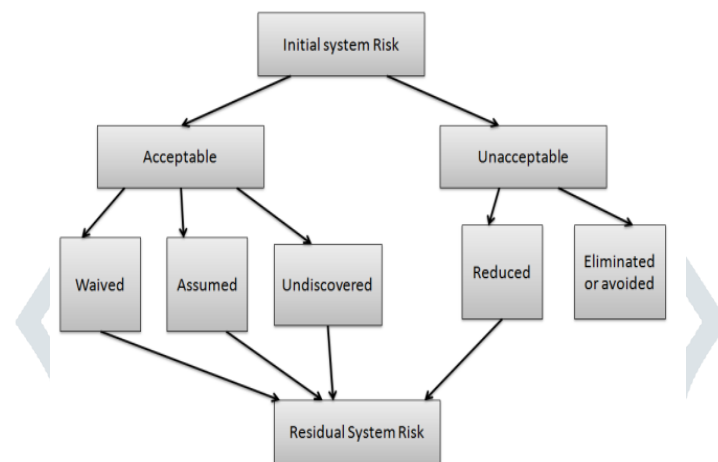 Initial system Risk
Acceptable
Unacceptable
Waived
Assumed
Undiscovered
Reduced
Eliminated
or avoided
Residual System Risk